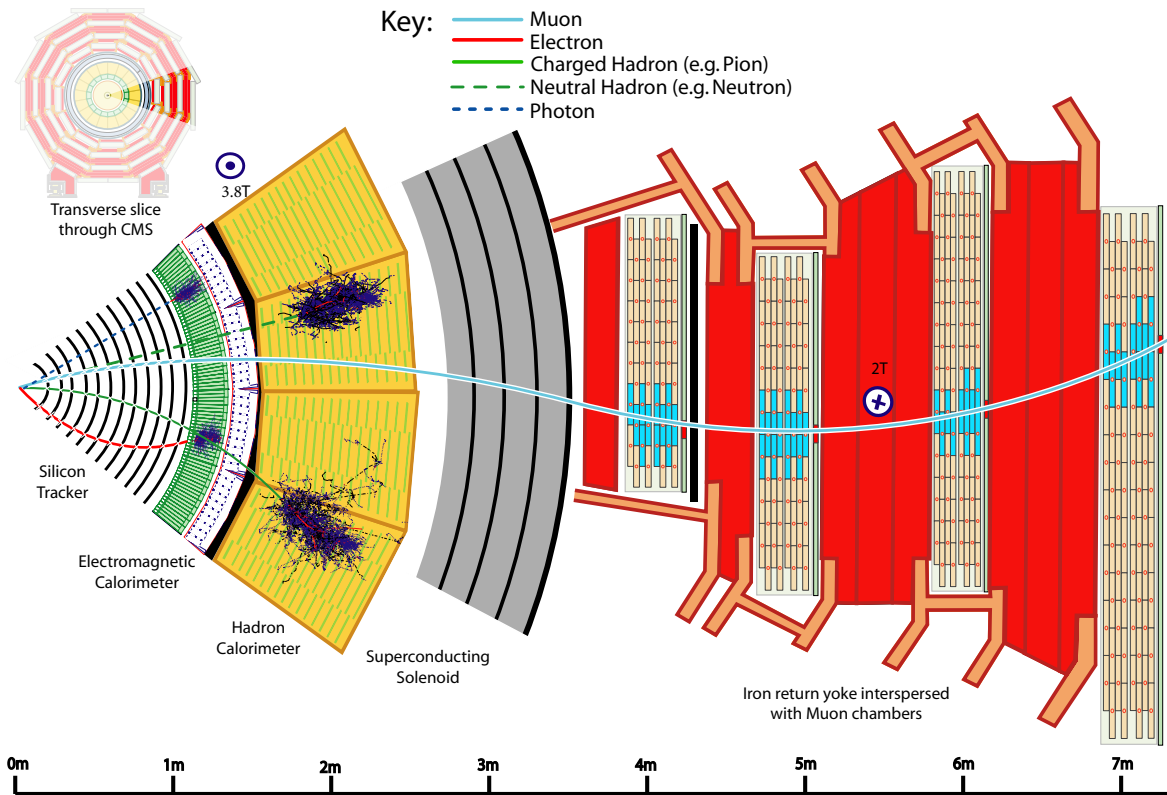 Key:
Muon
Electron
Charged Hadron (e.g. Pion)
Neutral Hadron (e.g. Neutron)
Photon
Transverse slice
through CMS
3.8T
2T
Silicon
Tracker
Electromagnetic
Calorimeter
Hadron
Calorimeter
Superconducting
Solenoid
Iron return yoke interspersed
with Muon chambers
0m 1m 2m 3m 4m 5m 6m 7m